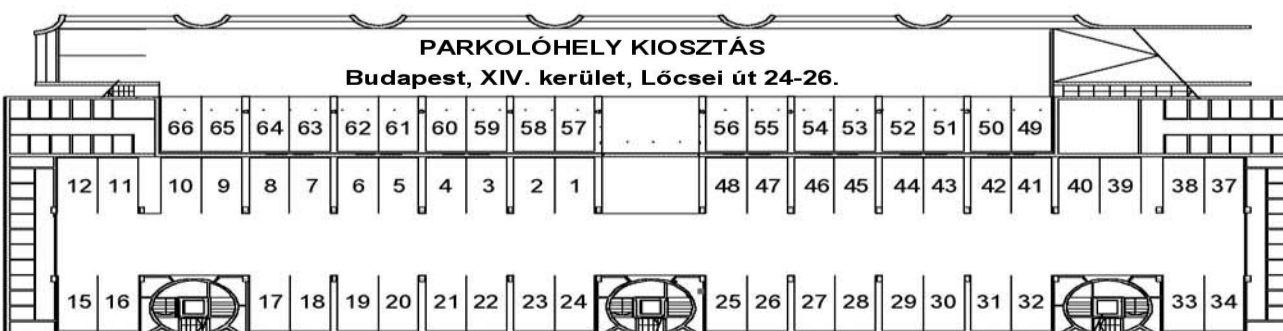 PARKOLÓHELY KIOSZTÁS
Budapest, XIV. kerület, Lőcsei út 24-26.
66 65 64 63 62 61 60 59 58 57 56 55 54 53 52 51 50 49
12 11 10 9 8 7 6 5 4 3 2 1 48 47 46 45 44 43 42 41 40 39 38 37
15 16 17 18 19 20 21 22 23 24 25 26 27 28 29 30 31 32 33 34